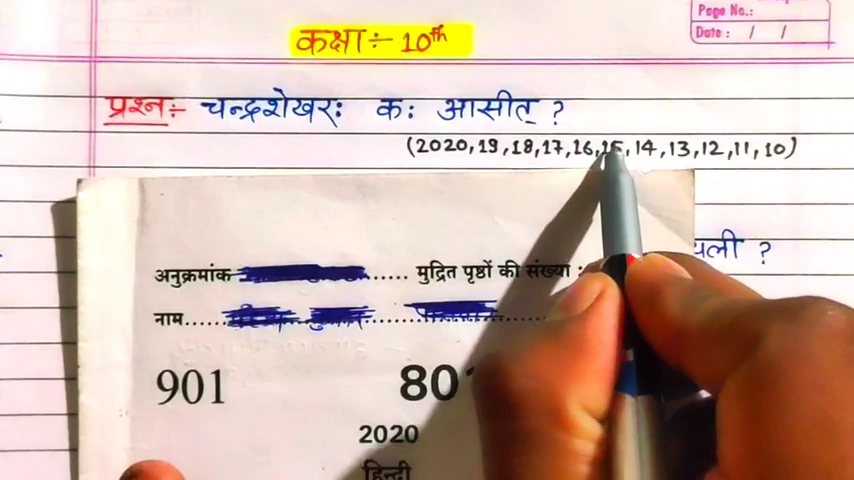 Page No.:
Date : / /
कक्षा ÷ 10th
प्रश्न:- चन्द्रशेखरः कः आसीत् ?
(2020, 19, 18, 17, 16, 15, 14, 13, 12, 11, 10)
?
अनुक्रमांक ...... मुद्रित पृष्ठों की संख्या :
नाम......
901
80
2020
हिन्दी